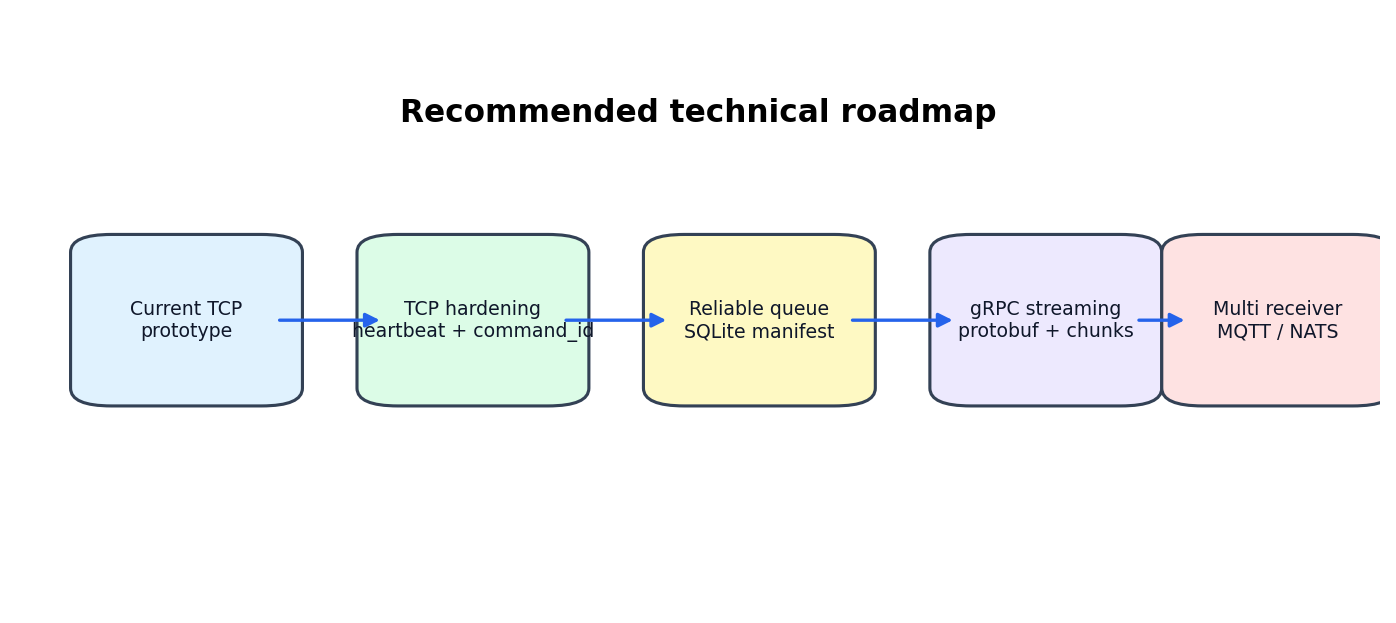 Recommended technical roadmap
Current TCP
prototype
TCP hardening
heartbeat + command_id
Reliable queue
SQLite manifest
gRPC streaming
protobuf + chunks
Multi receiver
MQTT / NATS